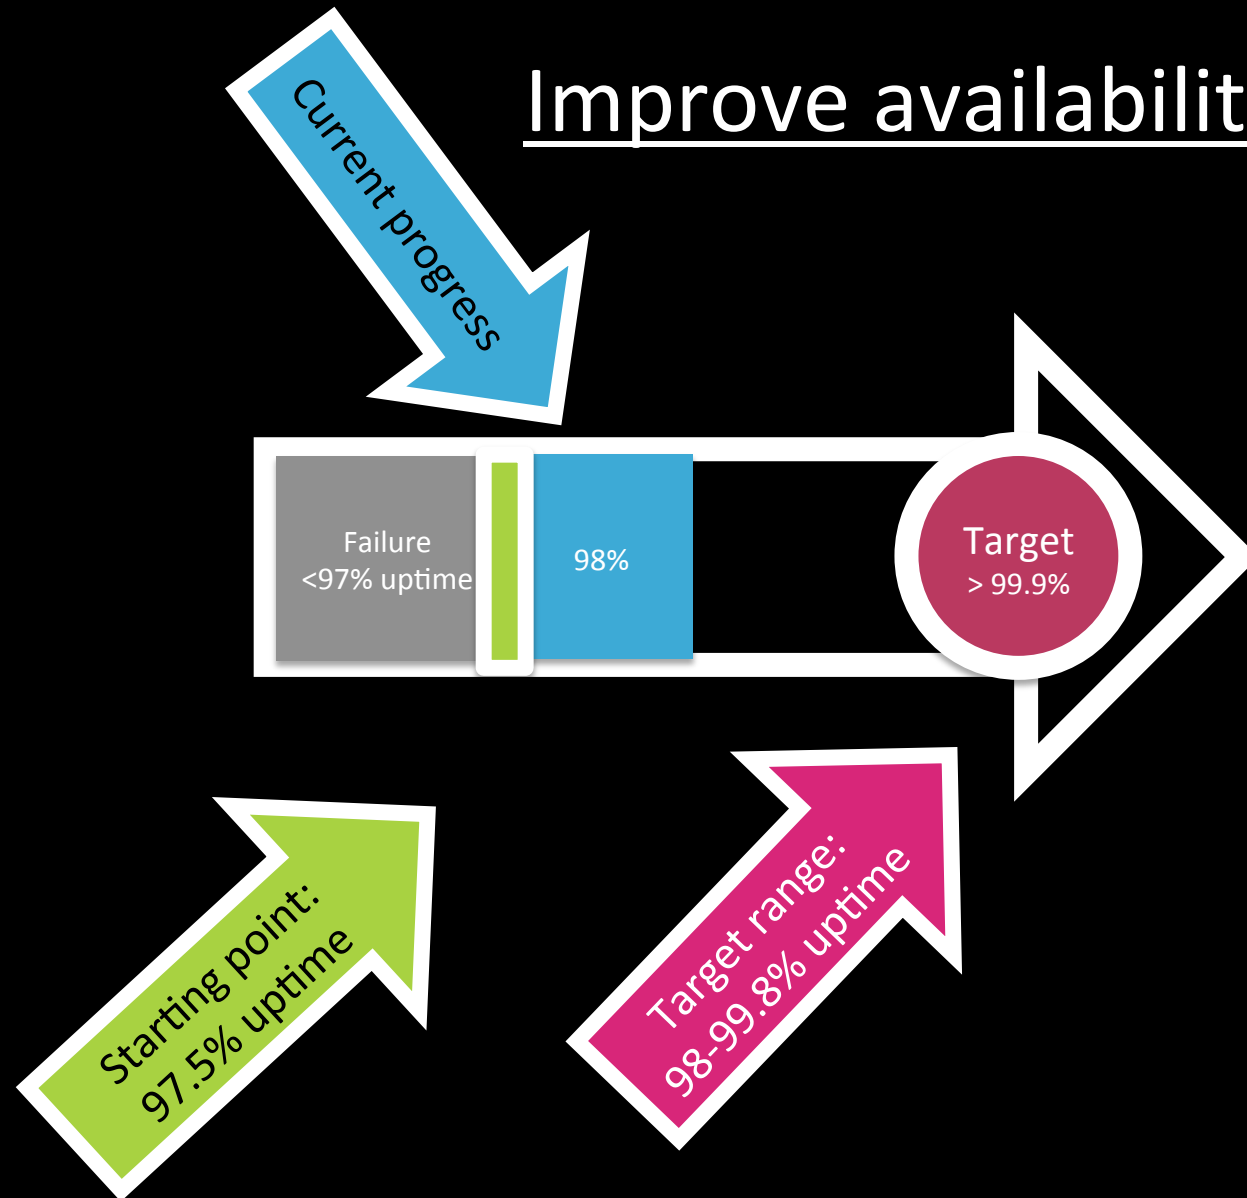 Improve availabilit
Current progress
Failure
<97% uptime
98%
Target
> 99.9%
Starting point:
97.5% uptime
Target range:
98-99.8% uptime